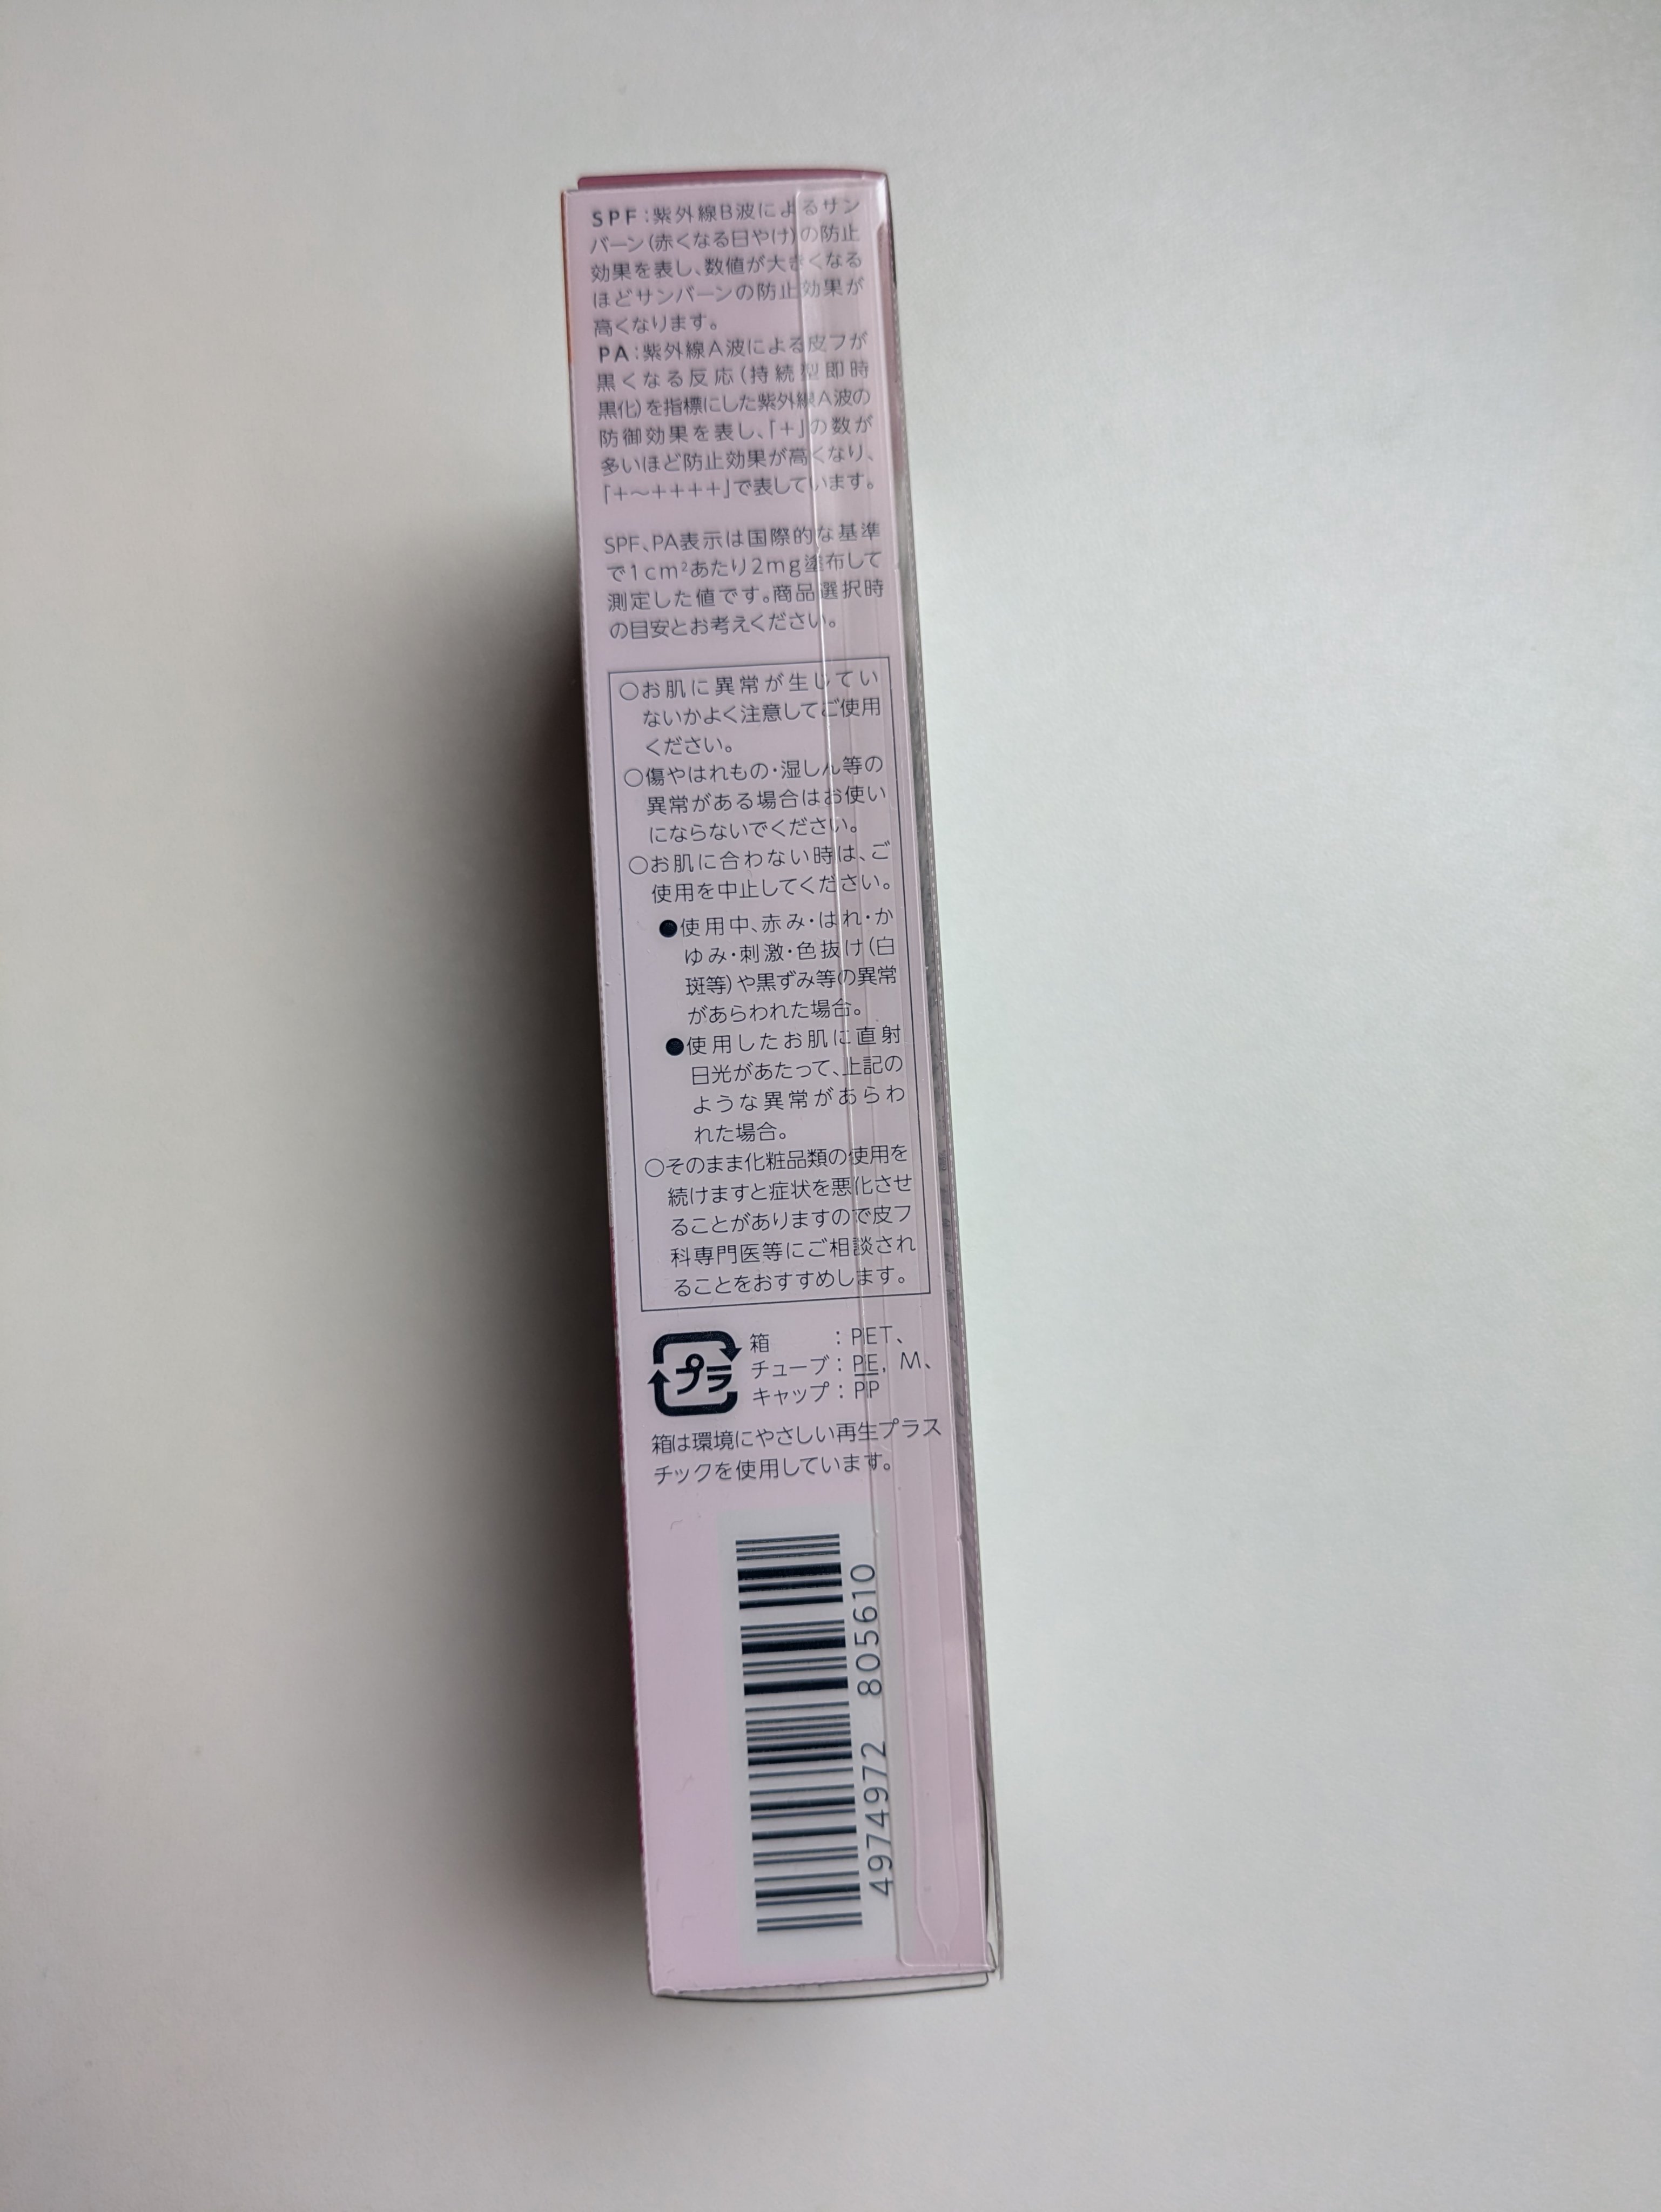 SPF：紫外線B波によるサン
バーン（赤くなる日やけ）の防止
効果を表し、数値が大きくなる
ほどサンバーンの防止効果が
高くなります。
PA：紫外線A波による皮フが
黒くなる反応（持続型即時
黒化）を指標にした紫外線A波の
防御効果を表し、「＋」の数が
多いほど防止効果が高くなり、
「＋〜＋＋＋＋」で表しています。
SPF、PA表示は国際的な基準
で1cm²あたり2mg塗布して
測定した値です。商品選択時
の目安とお考えください。
○お肌に異常が生じてい
ないかよく注意してご使用
ください。
○傷やはれもの・湿しん等の
異常がある場合はお使い
にならないでください。
○お肌に合わない時は、ご
使用を中止してください。
●使用中、赤み・はれ・か
ゆみ・刺激・色抜け（白
斑等）や黒ずみ等の異常
があらわれた場合。
●使用したお肌に直射
日光があたって、上記の
ような異常があらわ
れた場合。
○そのまま化粧品類の使用を
続けますと症状を悪化させ
ることがありますので皮フ
科専門医等にご相談され
ることをおすすめします。
プラ
箱：PET、
チューブ：PE, M、
キャップ：PP
箱は環境にやさしい再生プラス
チックを使用しています。
4974972 805610